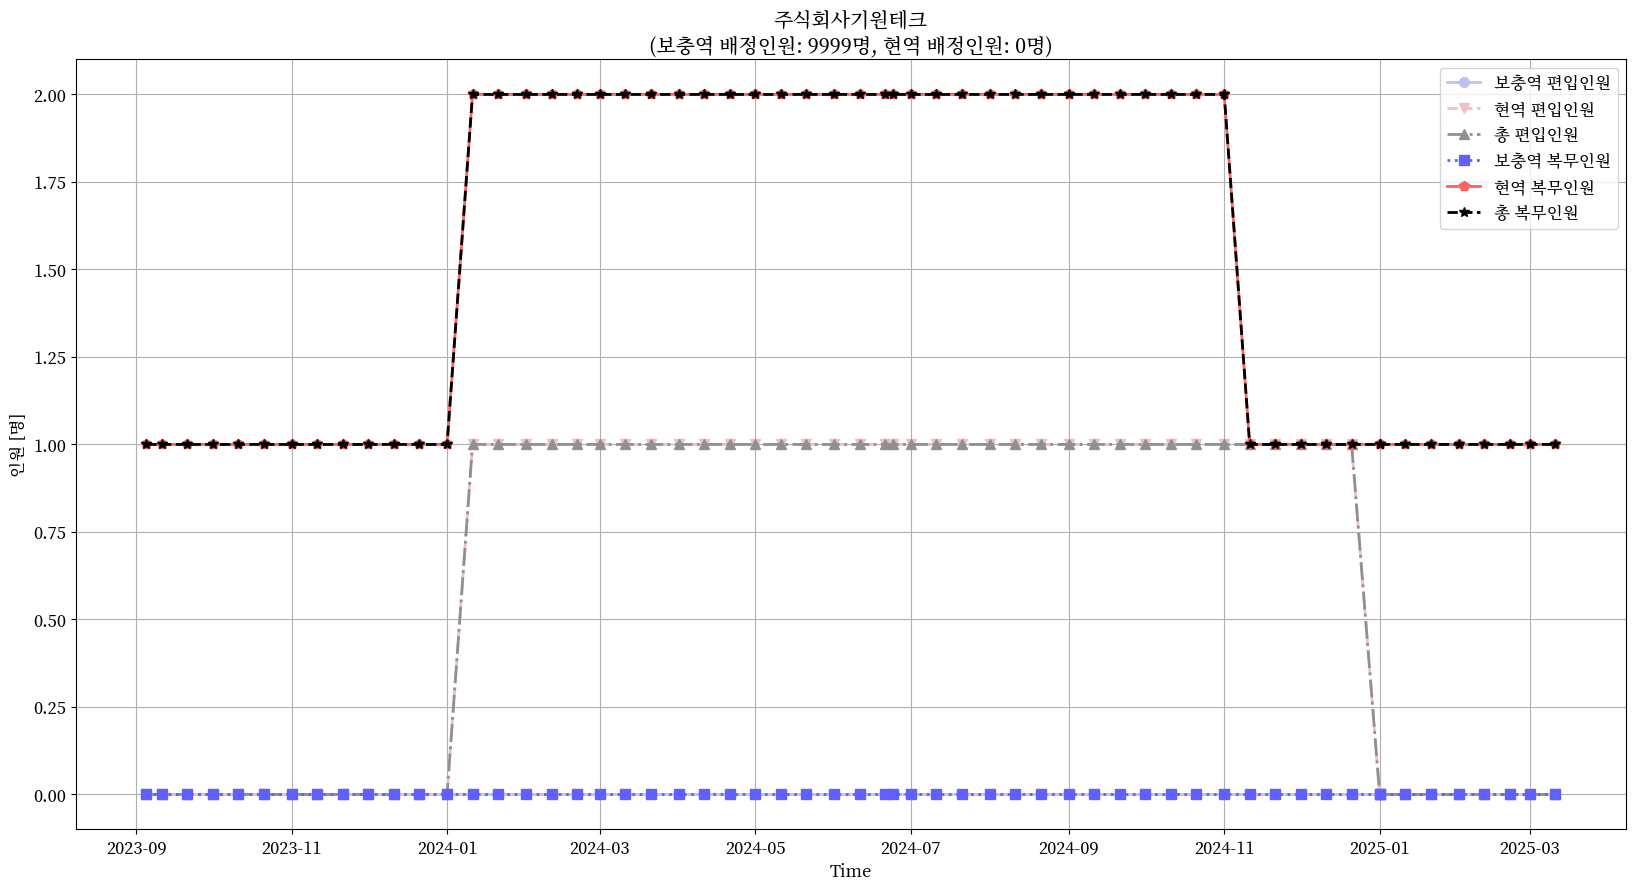 주식회사기원테크
(보충역 배정인원: 9999명, 현역 배정인원: 0명)
보충역 편입인원
현역 편입인원
총 편입인원
보충역 복무인원
현역 복무인원
총 복무인원
인원 [명]
2.00
1.75
1.50
1.25
1.00
0.75
0.50
0.25
0.00
2023-09 2023-11 2024-01 2024-03 2024-05 2024-07 2024-09 2024-11 2025-01 2025-03
Time